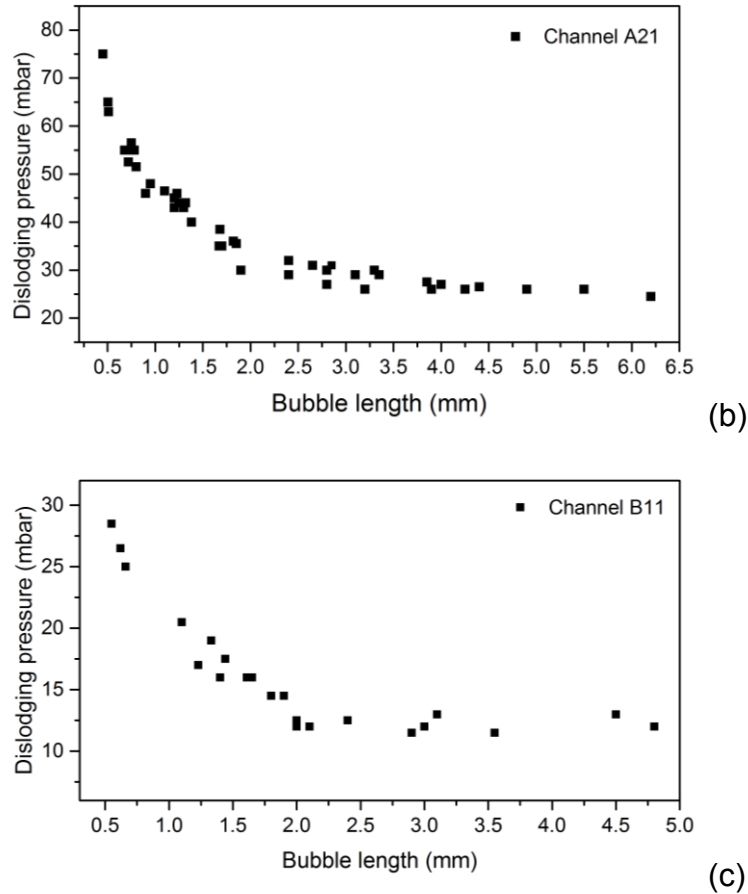 80
70
60
50
40
30
20
Dislodging pressure (mbar)
Channel A21
0.5 1.0 1.5 2.0 2.5 3.0 3.5 4.0 4.5 5.0 5.5 6.0 6.5
Bubble length (mm)
(b)
30
25
20
15
10
Dislodging pressure (mbar)
Channel B11
0.5 1.0 1.5 2.0 2.5 3.0 3.5 4.0 4.5 5.0
Bubble length (mm)
(c)